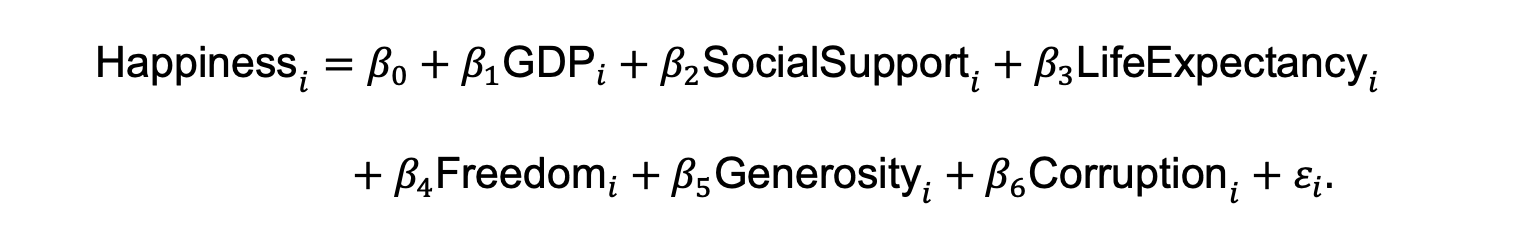 Happinessᵢ = β₀ + β₁GDPᵢ + β₂SocialSupportᵢ + β₃LifeExpectancyᵢ
+ β₄Freedomᵢ + β₅Generosityᵢ + β₆Corruptionᵢ + εᵢ.